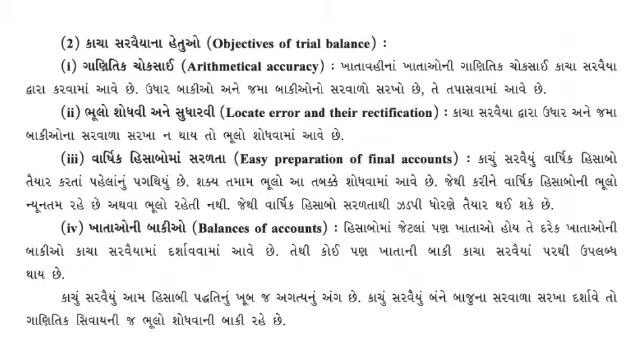 (2) કાચા સરવૈયાના હેતુઓ (Objectives of trial balance) :
(i) ગાણિતિક ચોકસાઈ (Arithmetical accuracy) : ખાતાવહીનાં ખાતાઓની ગાણિતિક ચોકસાઈ કાચા સરવૈયા
દ્વારા કરવામાં આવે છે. ઉધાર બાકીઓ અને જમા બાકીઓનો સરવાળો સરખો છે, તે તપાસવામાં આવે છે.
(ii) ભૂલો શોધવી અને સુધારવી (Locate error and their rectification) : કાચા સરવૈયા દ્વારા ઉધાર અને જમા
બાકીઓના સરવાળા સરખા ન થાય તો ભૂલો શોધવામાં આવે છે.
(iii) વાર્ષિક હિસાબોમાં સરળતા (Easy preparation of final accounts) : કાચું સરવૈયું વાર્ષિક હિસાબો
તૈયાર કરતાં પહેલાંનું પગથિયું છે. શક્ય તમામ ભૂલો આ તબક્કે શોધવામાં આવે છે. જેથી કરીને વાર્ષિક હિસાબોની ભૂલો
ન્યૂનતમ રહે છે અથવા ભૂલો રહેતી નથી. જેથી વાર્ષિક હિસાબો સરળતાથી ઝડપી ધોરણે તૈયાર થઈ શકે છે.
(iv) ખાતાઓની બાકીઓ (Balances of accounts) : હિસાબોમાં જેટલાં પણ ખાતાઓ હોય તે દરેક ખાતાઓની
બાકીઓ કાચા સરવૈયામાં દર્શાવવામાં આવે છે. તેથી કોઈ પણ ખાતાની બાકી કાચા સરવૈયાં પરથી ઉપલબ્ધ
થાય છે.
કાચું સરવૈયું આમ હિસાબી પદ્ધતિનું ખૂબ જ અગત્યનું અંગ છે. કાચું સરવૈયું બંને બાજુના સરવાળા સરખા દર્શાવે તો
ગાણિતિક સિવાયની જ ભૂલો શોધવાની બાકી રહે છે.